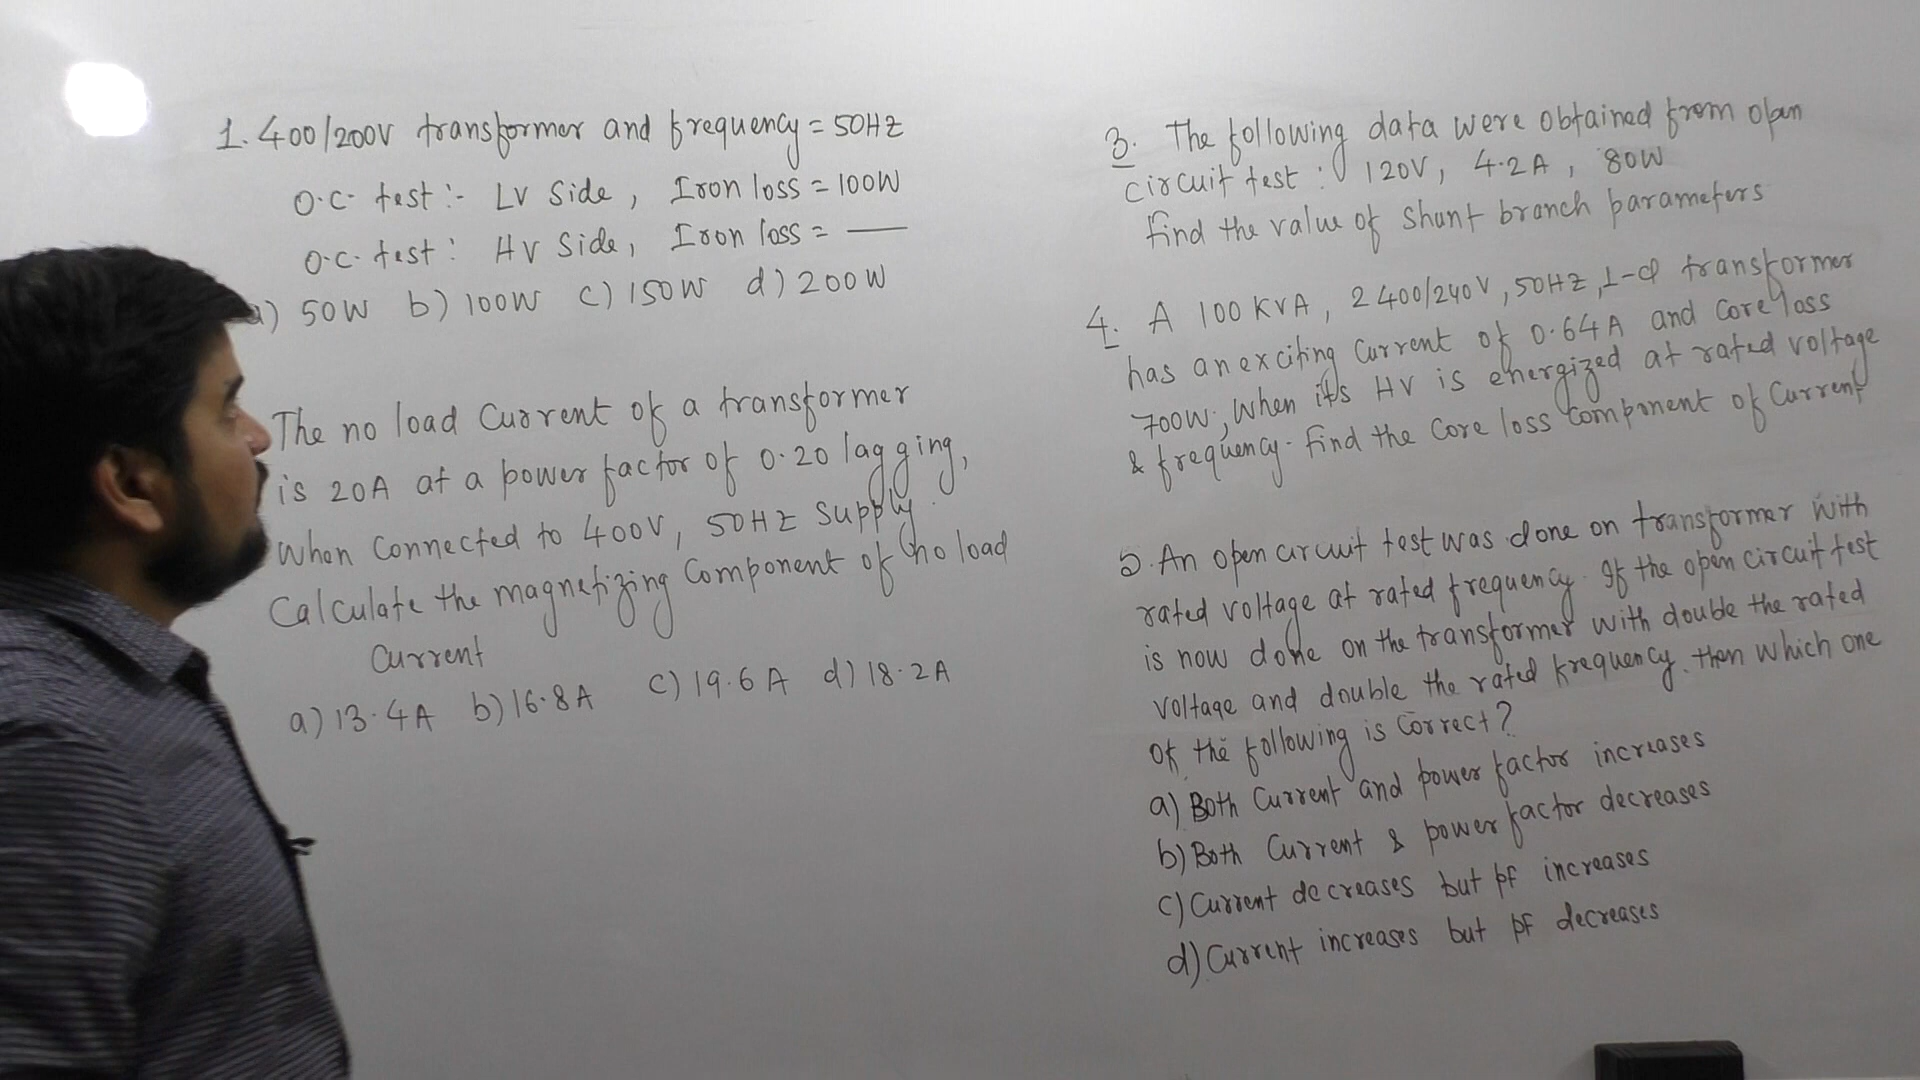 1. 400/200V transformer and frequency = 50HZ
O.C. test :- LV Side, Iron loss = 100W
O.C. test : HV Side, Iron loss = ___
a) 50W b) 100W c) 150W d) 200W
The no load Current of a transformer
is 20A at a power factor of 0.20 lagging,
when Connected to 400V, 50HZ supply.
Calculate the magnetizing Component of no load
Current
a) 13.4A b) 16.8A c) 19.6A d) 18.2A
3. The following data were obtained from open
circuit test : 120V, 4.2A, 80W
find the value of shunt branch parameters
4. A 100 KVA, 2400/240V, 50HZ, 1-Φ transformer
has an exciting Current of 0.64A and Core loss
700W, when its HV is energized at rated voltage
& frequency. find the Core loss Component of Current
5. An open circuit test was done on transformer with
rated voltage at rated frequency. If the open circuit test
is now done on the transformer with double the rated
voltage and double the rated frequency. then which one
of the following is correct?
a) Both Current and power factor increases
b) Both Current & power factor decreases
c) Current decreases but pf increases
d) Current increases but pf decreases